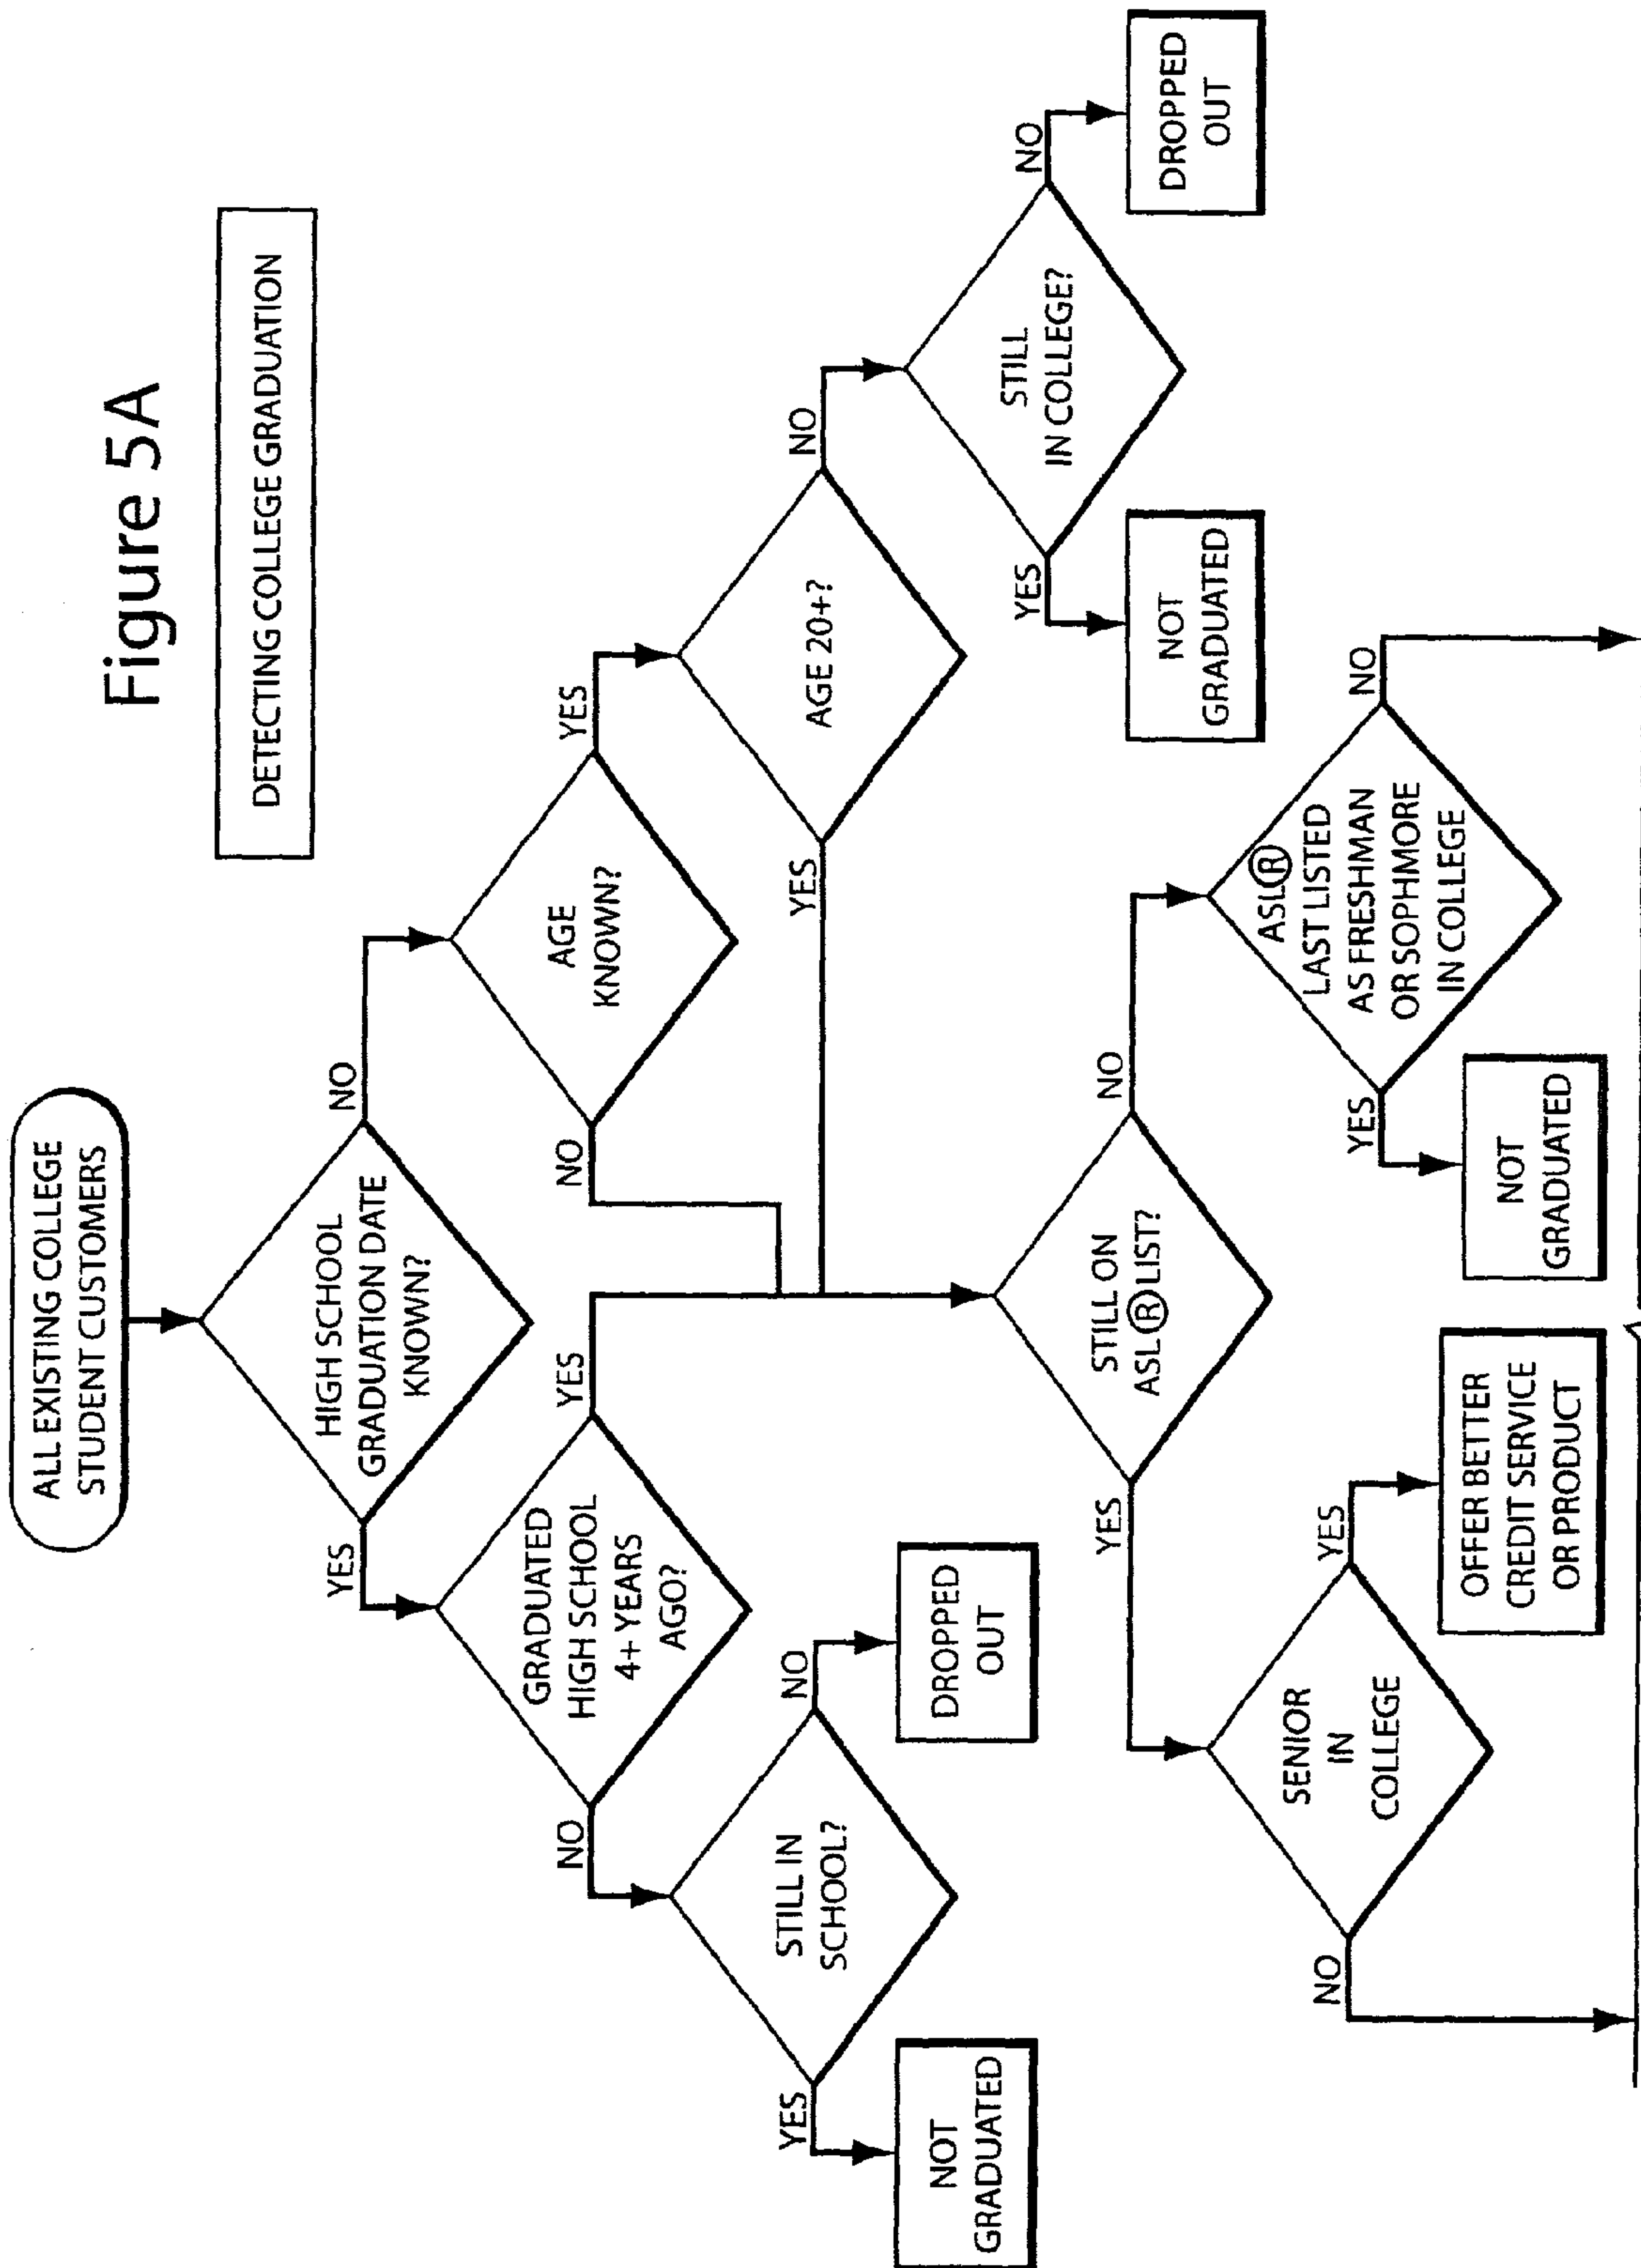 Figure 5A
DETECTING COLLEGE GRADUATION
ALL EXISTING COLLEGE
STUDENT CUSTOMERS
HIGH SCHOOL
GRADUATION DATE
KNOWN?
YES
NO
GRADUATED
HIGH SCHOOL
4+ YEARS
AGO?
NO
YES
AGE
KNOWN?
NO
YES
STILL IN
SCHOOL?
YES
NO
NOT
GRADUATED
DROPPED
OUT
AGE 20+?
YES
NO
STILL
IN COLLEGE?
YES
NO
NOT
GRADUATED
DROPPED
OUT
STILL ON
ASL® LIST?
YES
NO
SENIOR
IN
COLLEGE
NO
YES
OFFER BETTER
CREDIT SERVICE
OR PRODUCT
ASL®
LAST LISTED
AS FRESHMAN
OR SOPHMORE
IN COLLEGE
YES
NO
NOT
GRADUATED